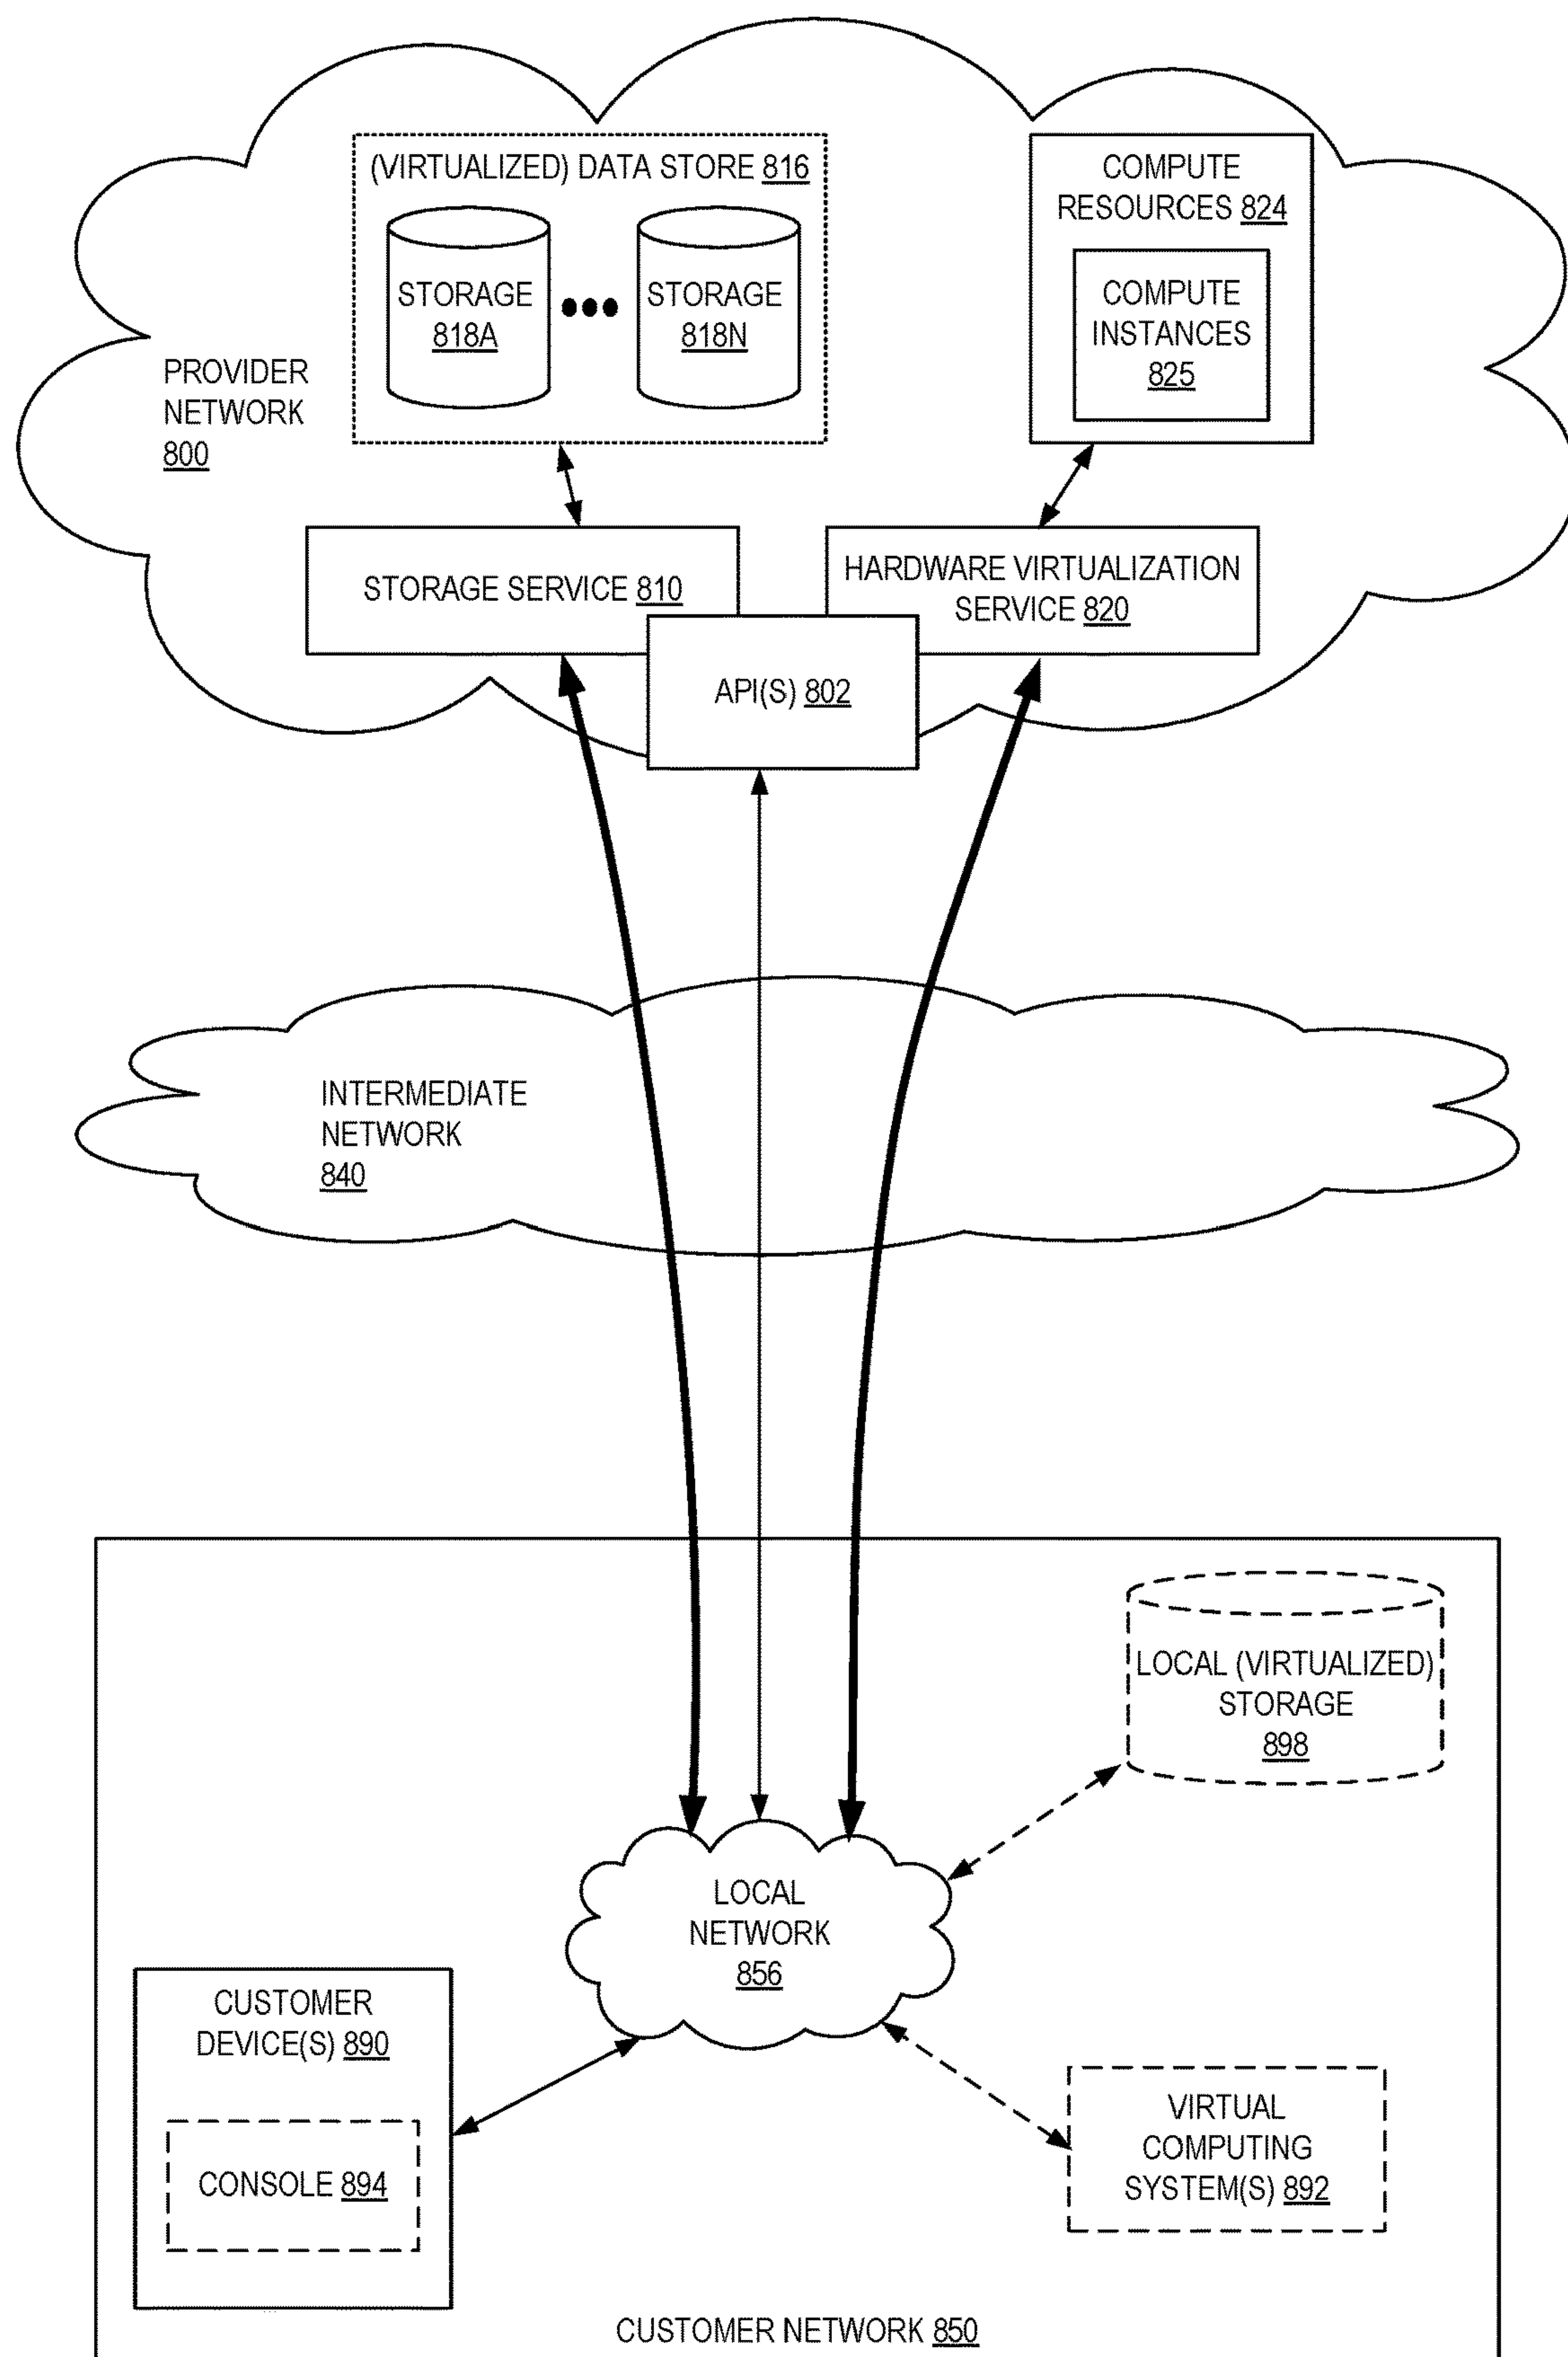 (VIRTUALIZED) DATA STORE 816
STORAGE
818A
STORAGE
818N
COMPUTE
RESOURCES 824
COMPUTE
INSTANCES
825
PROVIDER
NETWORK
800
STORAGE SERVICE 810
HARDWARE VIRTUALIZATION
SERVICE 820
API(S) 802
INTERMEDIATE
NETWORK
840
LOCAL (VIRTUALIZED)
STORAGE
898
LOCAL
NETWORK
856
CUSTOMER
DEVICE(S) 890
CONSOLE 894
VIRTUAL
COMPUTING
SYSTEM(S) 892
CUSTOMER NETWORK 850